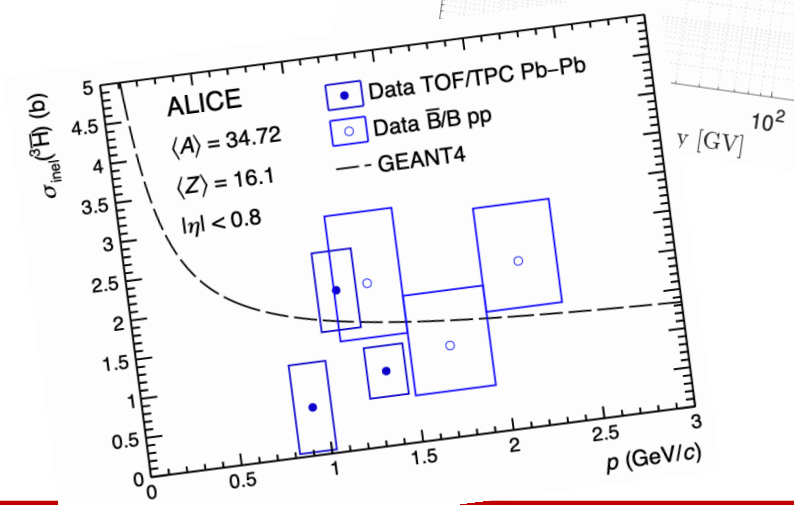 10²
y [GV]
ALICE
⟨A⟩ = 34.72
⟨Z⟩ = 16.1
|η| < 0.8
Data TOF/TPC Pb–Pb
Data B̅/B pp
GEANT4
σ_inel(³H̅) (b)
5
4.5
4
3.5
3
2.5
2
1.5
1
0.5
0
0 0.5 1 1.5 2 2.5 3
p (GeV/c)